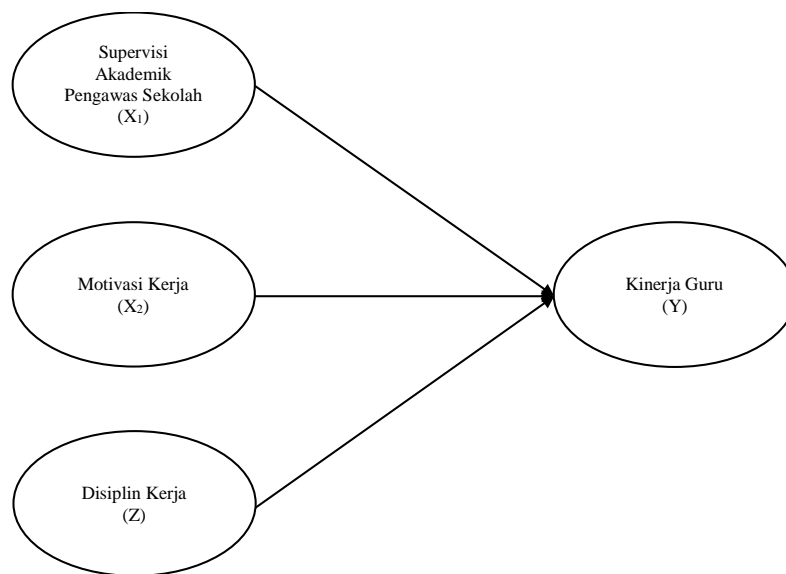 Supervisi
Akademik
Pengawas Sekolah
(X₁)
Motivasi Kerja
(X₂)
Kinerja Guru
(Y)
Disiplin Kerja
(Z)